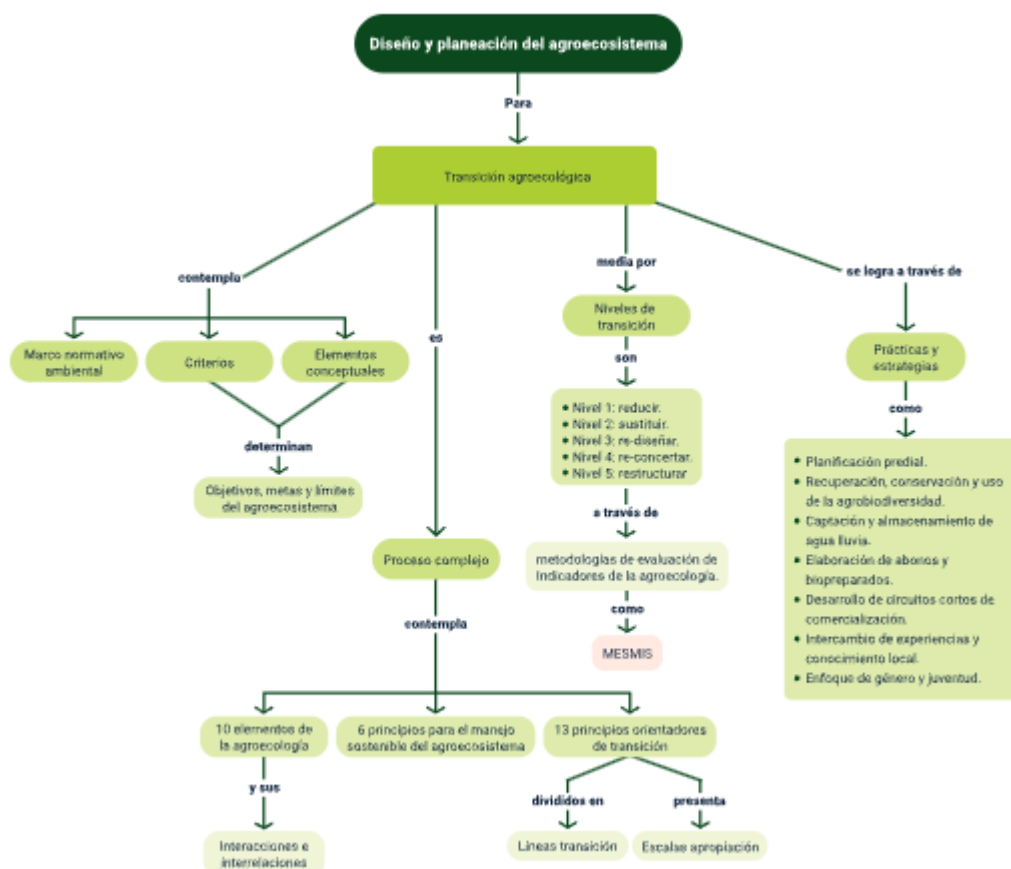 Diseño y planeación del agroecosistema
Para
Transición agroecológica
contempla
es
media por
se logra a través de
Marco normativo
ambiental
Criterios
Elementos
conceptuales
determinan
Objetivos, metas y límites
del agroecosistema
Niveles de
transición
son
• Nivel 1: reducir.
• Nivel 2: sustituir.
• Nivel 3: re-diseñar.
• Nivel 4: re-concertar.
• Nivel 5: restructurar
a través de
metodologías de evaluación de
Indicadores de la agroecología.
como
MESMIS
Prácticas y
estrategias
como
• Planificación predial.
• Recuperación, conservación y uso
de la agrobiodiversidad.
• Captación y almacenamiento de
agua lluvia.
• Elaboración de abonos y
biopreparados.
• Desarrollo de circuitos cortos de
comercialización.
• Intercambio de experiencias y
conocimiento local.
• Enfoque de género y juventud.
Proceso complejo
contempla
10 elementos de
la agroecología
y sus
Interacciones e
interrelaciones
6 principios para el manejo
sostenible del agroecosistema
13 principios orientadores
de transición
divididos en
Líneas transición
presenta
Escalas apropiación